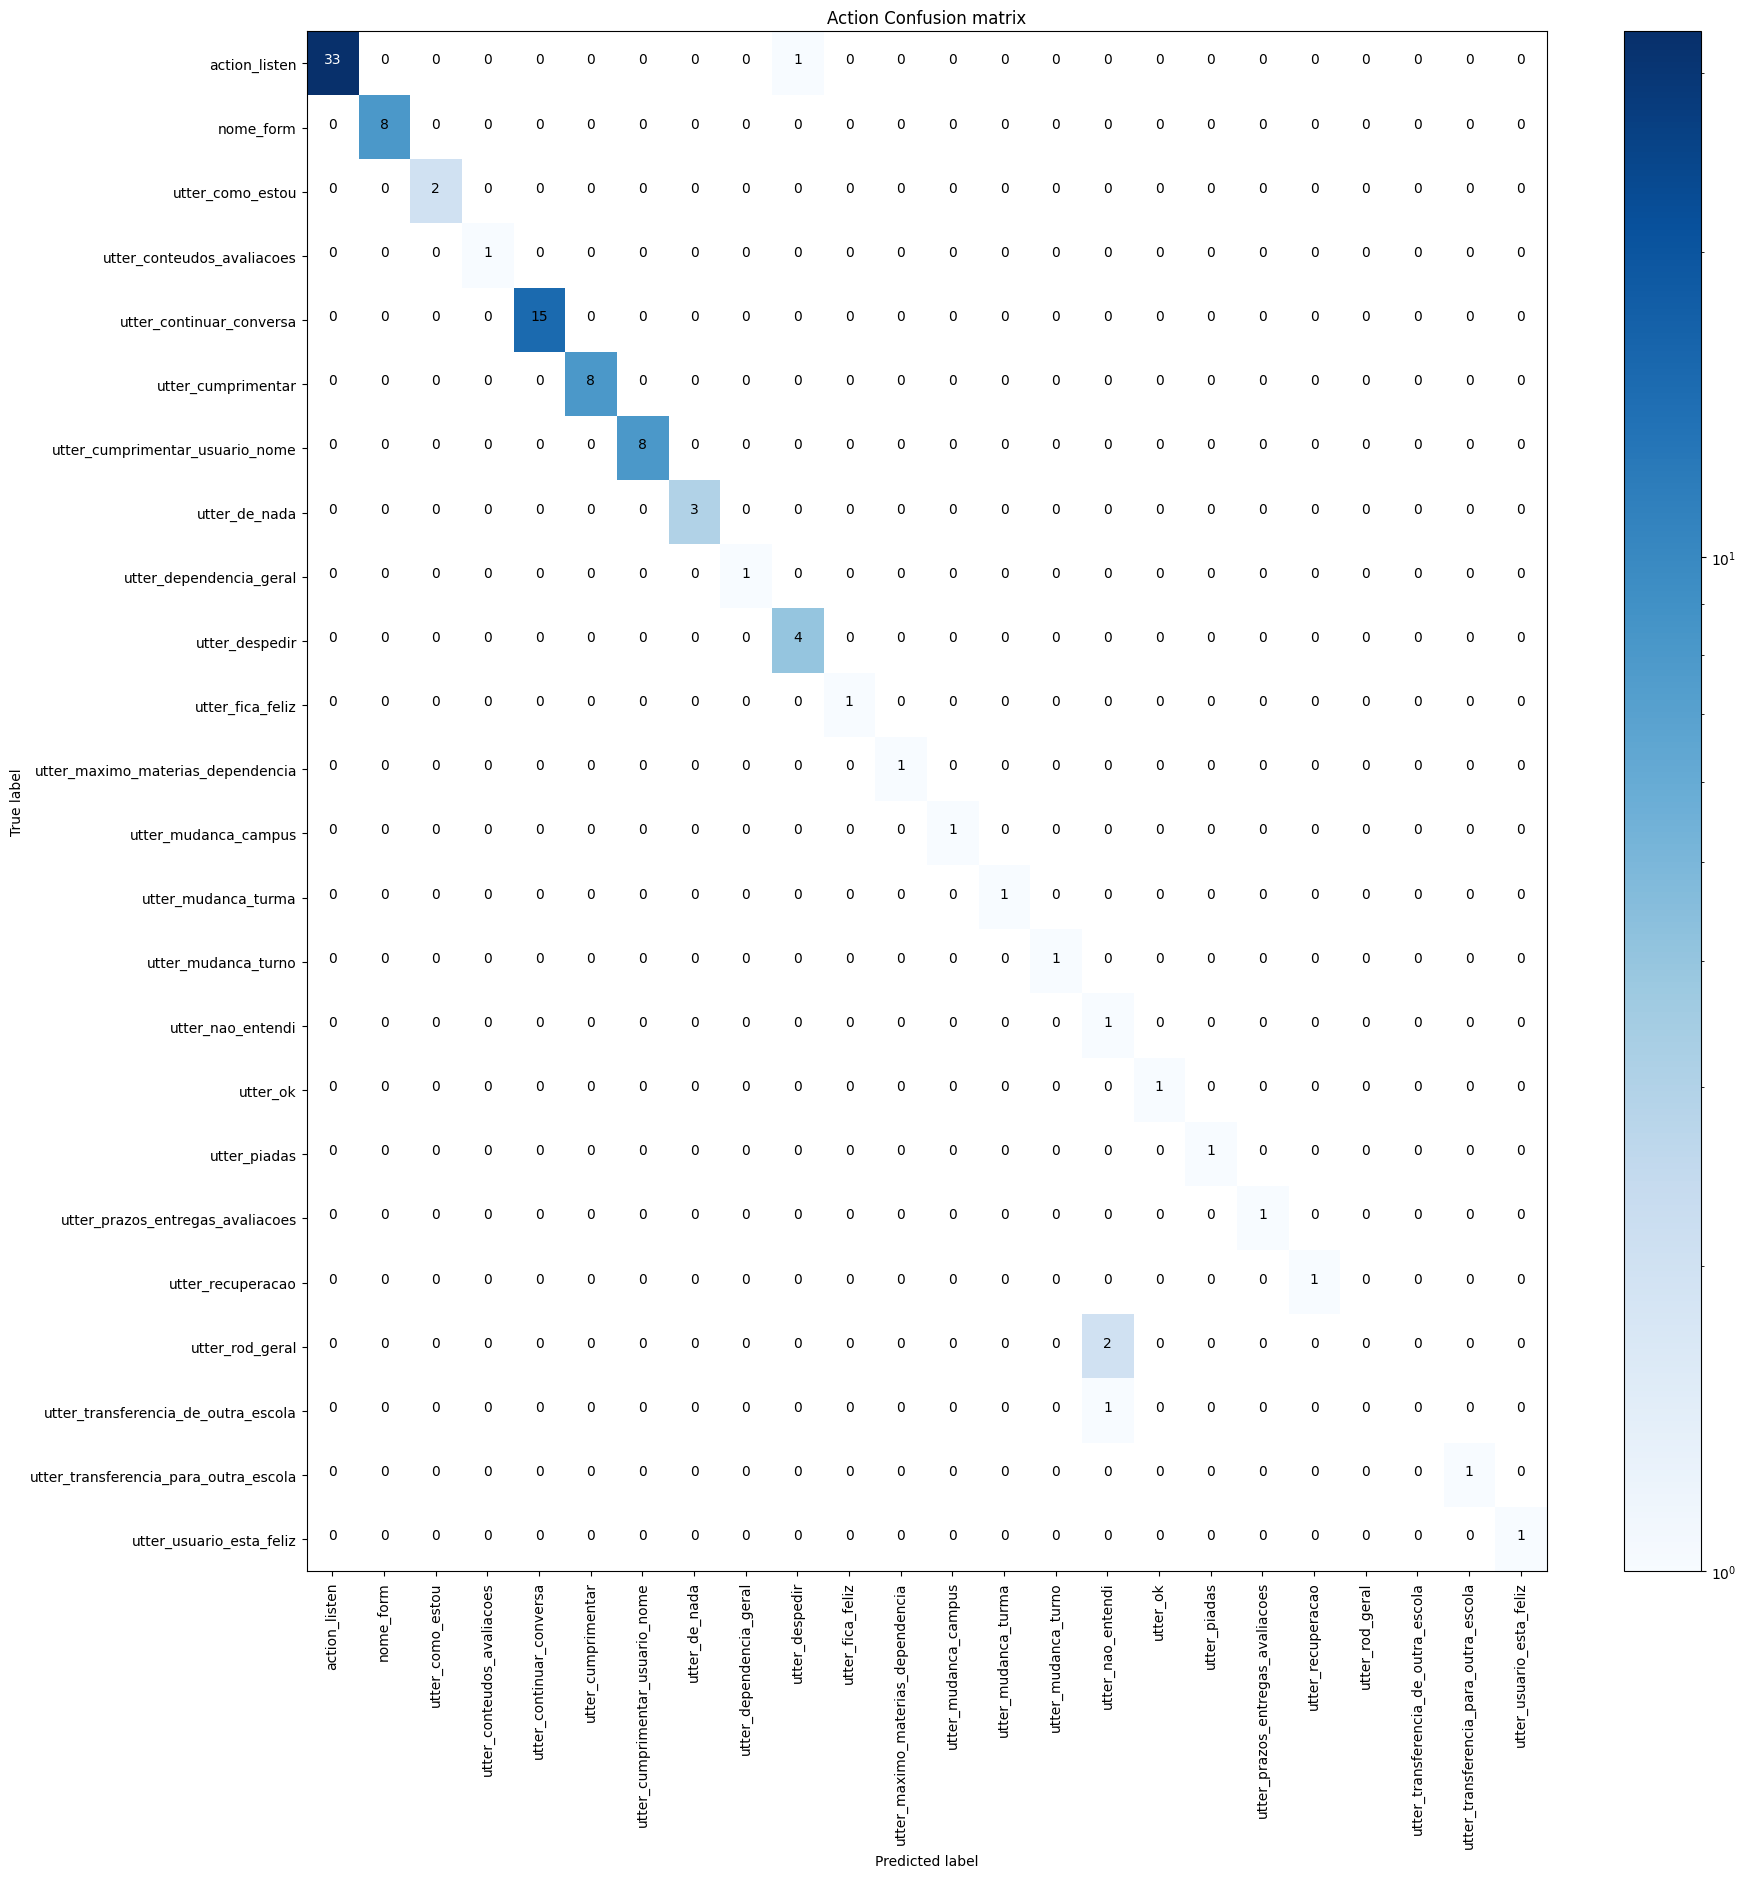 Action Confusion matrix
action_listen 33 0 0 0 0 0 0 0 0 1 0 0 0 0 0 0 0 0 0 0 0 0 0 0
nome_form 0 8 0 0 0 0 0 0 0 0 0 0 0 0 0 0 0 0 0 0 0 0 0 0
utter_como_estou 0 0 2 0 0 0 0 0 0 0 0 0 0 0 0 0 0 0 0 0 0 0 0 0
utter_conteudos_avaliacoes 0 0 0 1 0 0 0 0 0 0 0 0 0 0 0 0 0 0 0 0 0 0 0 0
utter_continuar_conversa 0 0 0 0 15 0 0 0 0 0 0 0 0 0 0 0 0 0 0 0 0 0 0 0
utter_cumprimentar 0 0 0 0 0 8 0 0 0 0 0 0 0 0 0 0 0 0 0 0 0 0 0 0
utter_cumprimentar_usuario_nome 0 0 0 0 0 0 8 0 0 0 0 0 0 0 0 0 0 0 0 0 0 0 0 0
utter_de_nada 0 0 0 0 0 0 0 3 0 0 0 0 0 0 0 0 0 0 0 0 0 0 0 0
utter_dependencia_geral 0 0 0 0 0 0 0 0 1 0 0 0 0 0 0 0 0 0 0 0 0 0 0 0
utter_despedir 0 0 0 0 0 0 0 0 0 4 0 0 0 0 0 0 0 0 0 0 0 0 0 0
utter_fica_feliz 0 0 0 0 0 0 0 0 0 0 1 0 0 0 0 0 0 0 0 0 0 0 0 0
utter_maximo_materias_dependencia 0 0 0 0 0 0 0 0 0 0 0 1 0 0 0 0 0 0 0 0 0 0 0 0
utter_mudanca_campus 0 0 0 0 0 0 0 0 0 0 0 0 1 0 0 0 0 0 0 0 0 0 0 0
utter_mudanca_turma 0 0 0 0 0 0 0 0 0 0 0 0 0 1 0 0 0 0 0 0 0 0 0 0
utter_mudanca_turno 0 0 0 0 0 0 0 0 0 0 0 0 0 0 1 0 0 0 0 0 0 0 0 0
utter_nao_entendi 0 0 0 0 0 0 0 0 0 0 0 0 0 0 0 1 0 0 0 0 0 0 0 0
utter_ok 0 0 0 0 0 0 0 0 0 0 0 0 0 0 0 0 1 0 0 0 0 0 0 0
utter_piadas 0 0 0 0 0 0 0 0 0 0 0 0 0 0 0 0 0 1 0 0 0 0 0 0
utter_prazos_entregas_avaliacoes 0 0 0 0 0 0 0 0 0 0 0 0 0 0 0 0 0 0 1 0 0 0 0 0
utter_recuperacao 0 0 0 0 0 0 0 0 0 0 0 0 0 0 0 0 0 0 0 1 0 0 0 0
utter_rod_geral 0 0 0 0 0 0 0 0 0 0 0 0 0 0 0 2 0 0 0 0 0 0 0 0
utter_transferencia_de_outra_escola 0 0 0 0 0 0 0 0 0 0 0 0 0 0 0 1 0 0 0 0 0 0 0 0
utter_transferencia_para_outra_escola 0 0 0 0 0 0 0 0 0 0 0 0 0 0 0 0 0 0 0 0 0 0 1 0
utter_usuario_esta_feliz 0 0 0 0 0 0 0 0 0 0 0 0 0 0 0 0 0 0 0 0 0 0 0 1
True label
action_listen
nome_form
utter_como_estou
utter_conteudos_avaliacoes
utter_continuar_conversa
utter_cumprimentar
utter_cumprimentar_usuario_nome
utter_de_nada
utter_dependencia_geral
utter_despedir
utter_fica_feliz
utter_maximo_materias_dependencia
utter_mudanca_campus
utter_mudanca_turma
utter_mudanca_turno
utter_nao_entendi
utter_ok
utter_piadas
utter_prazos_entregas_avaliacoes
utter_recuperacao
utter_rod_geral
utter_transferencia_de_outra_escola
utter_transferencia_para_outra_escola
utter_usuario_esta_feliz
Predicted label
10¹
10⁰